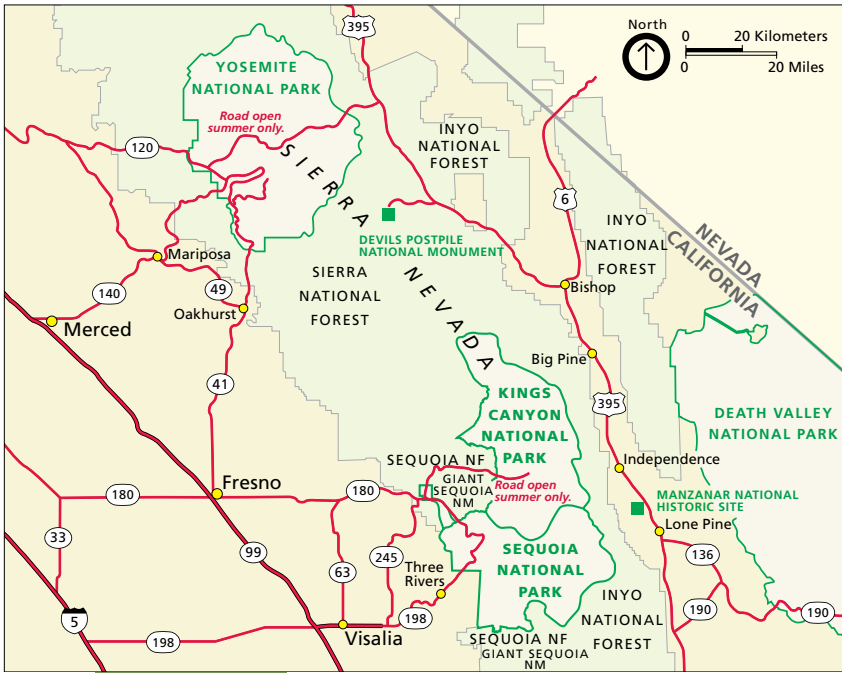 North
0 20 Kilometers
0 20 Miles
395
YOSEMITE
NATIONAL PARK
Road open
summer only.
120
SIERRA NEVADA
INYO
NATIONAL
FOREST
6
INYO
NATIONAL
FOREST
NEVADA
CALIFORNIA
DEVILS POSTPILE
NATIONAL MONUMENT
Mariposa
SIERRA
NATIONAL
FOREST
140
49
Oakhurst
Bishop
Merced
Big Pine
41
395
KINGS
CANYON
NATIONAL
PARK
DEATH VALLEY
NATIONAL PARK
SEQUOIA NF
GIANT
SEQUOIA
NM
Road open
summer only.
Independence
Fresno
180
180
MANZANAR NATIONAL
HISTORIC SITE
Lone Pine
33
99
63
245
SEQUOIA
NATIONAL
PARK
136
Three
Rivers
190
190
5
198
Visalia
198
INYO
NATIONAL
FOREST
SEQUOIA NF
GIANT SEQUOIA
NM